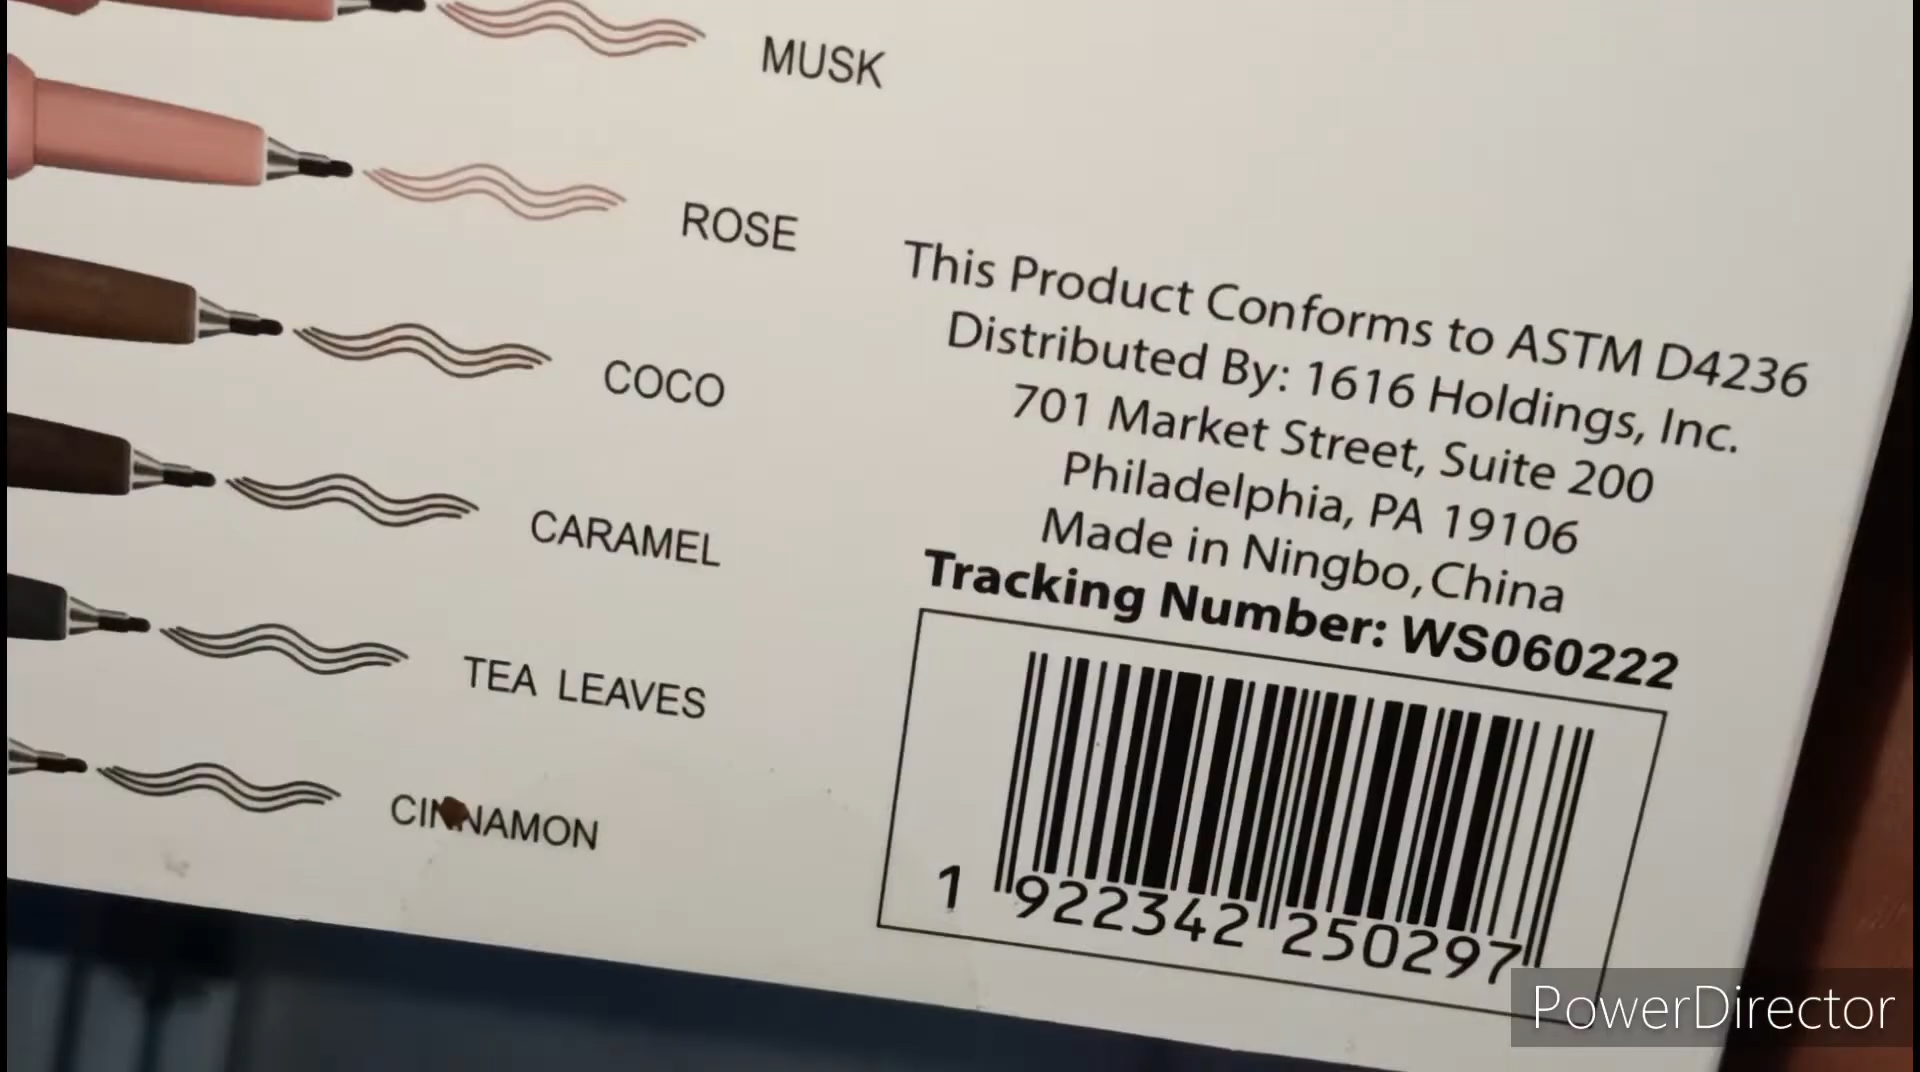 MUSK
ROSE
COCO
CARAMEL
TEA LEAVES
CINNAMON
This Product Conforms to ASTM D4236
Distributed By: 1616 Holdings, Inc.
701 Market Street, Suite 200
Philadelphia, PA 19106
Made in Ningbo, China
Tracking Number: WS060222
1 922342 250297
PowerDirector